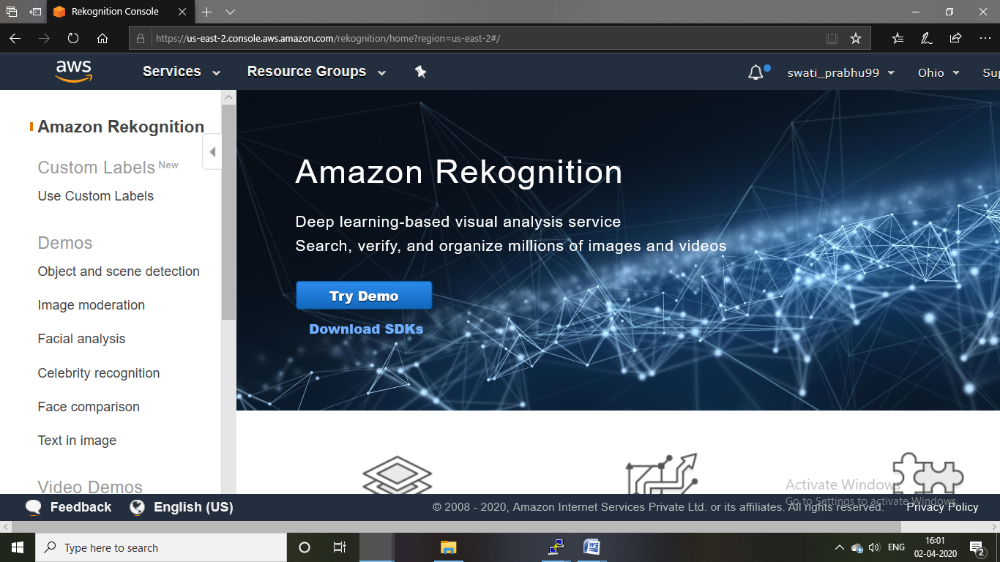 Rekognition Console
https://us-east-2.console.aws.amazon.com/rekognition/home?region=us-east-2#/
aws
Services
Resource Groups
swati_prabhu99
Ohio
Sup
Amazon Rekognition
Custom Labels New
Use Custom Labels
Demos
Object and scene detection
Image moderation
Facial analysis
Celebrity recognition
Face comparison
Text in image
Video Demos
Amazon Rekognition
Deep learning-based visual analysis service
Search, verify, and organize millions of images and videos
Try Demo
Download SDKs
Activate Windows
Go to Settings to activate Windows.
Feedback
English (US)
© 2008 - 2020, Amazon Internet Services Private Ltd. or its affiliates. All rights reserved.
Privacy Policy
Type here to search
ENG
16:01
02-04-2020
2